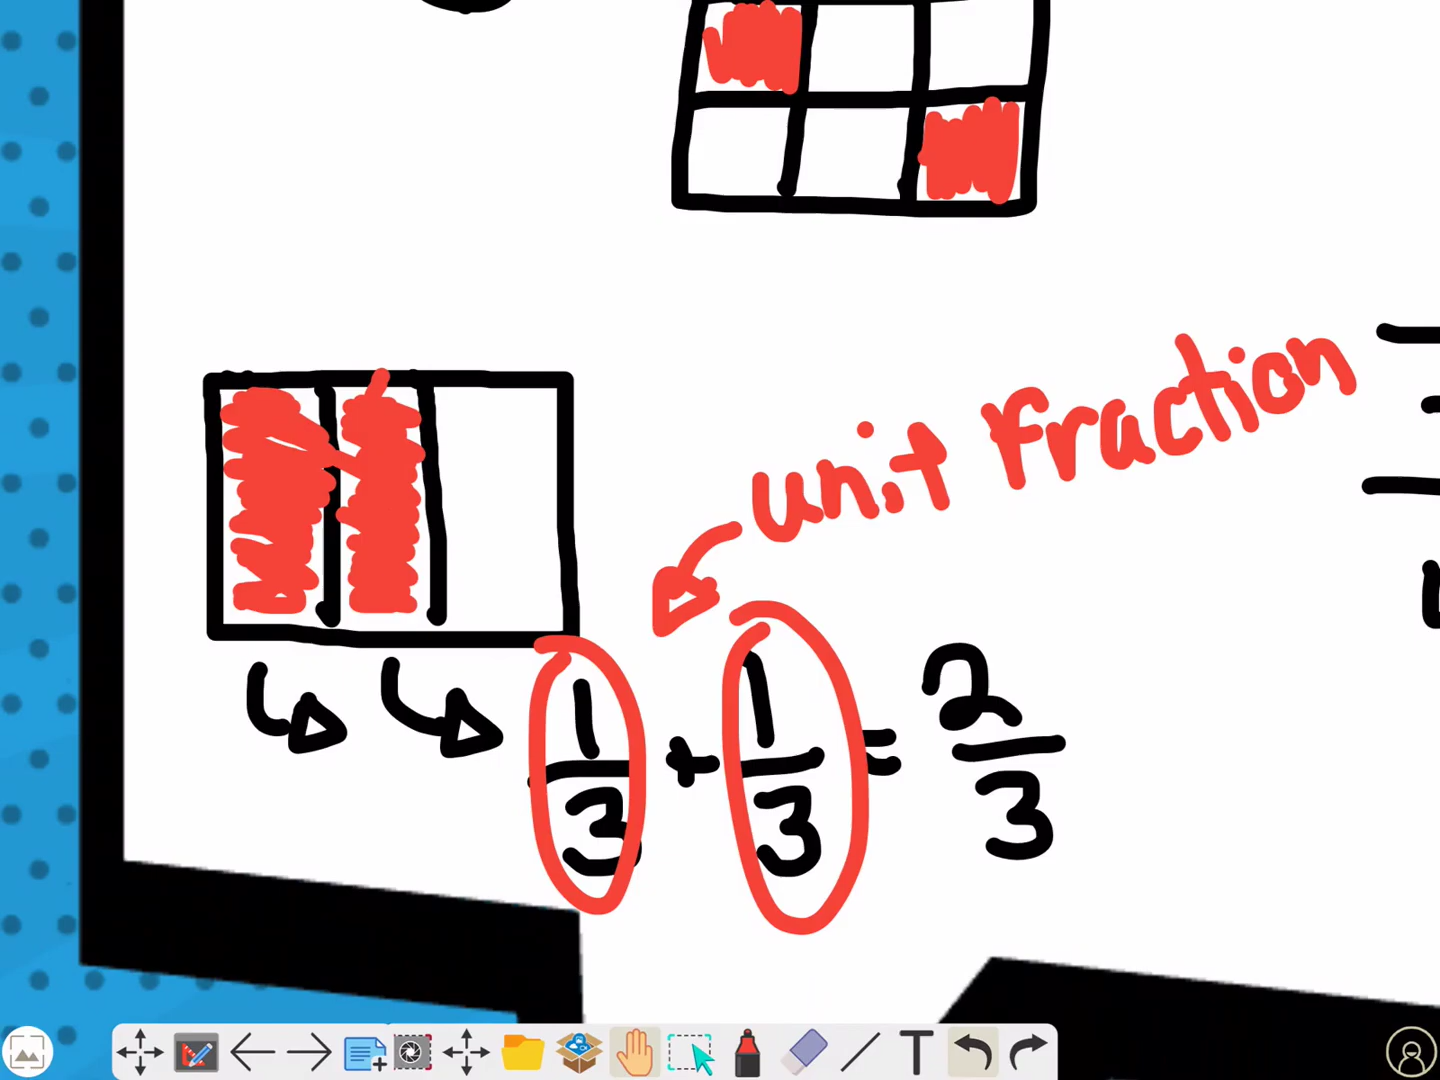 unit fraction
1/3 + 1/3 = 2/3